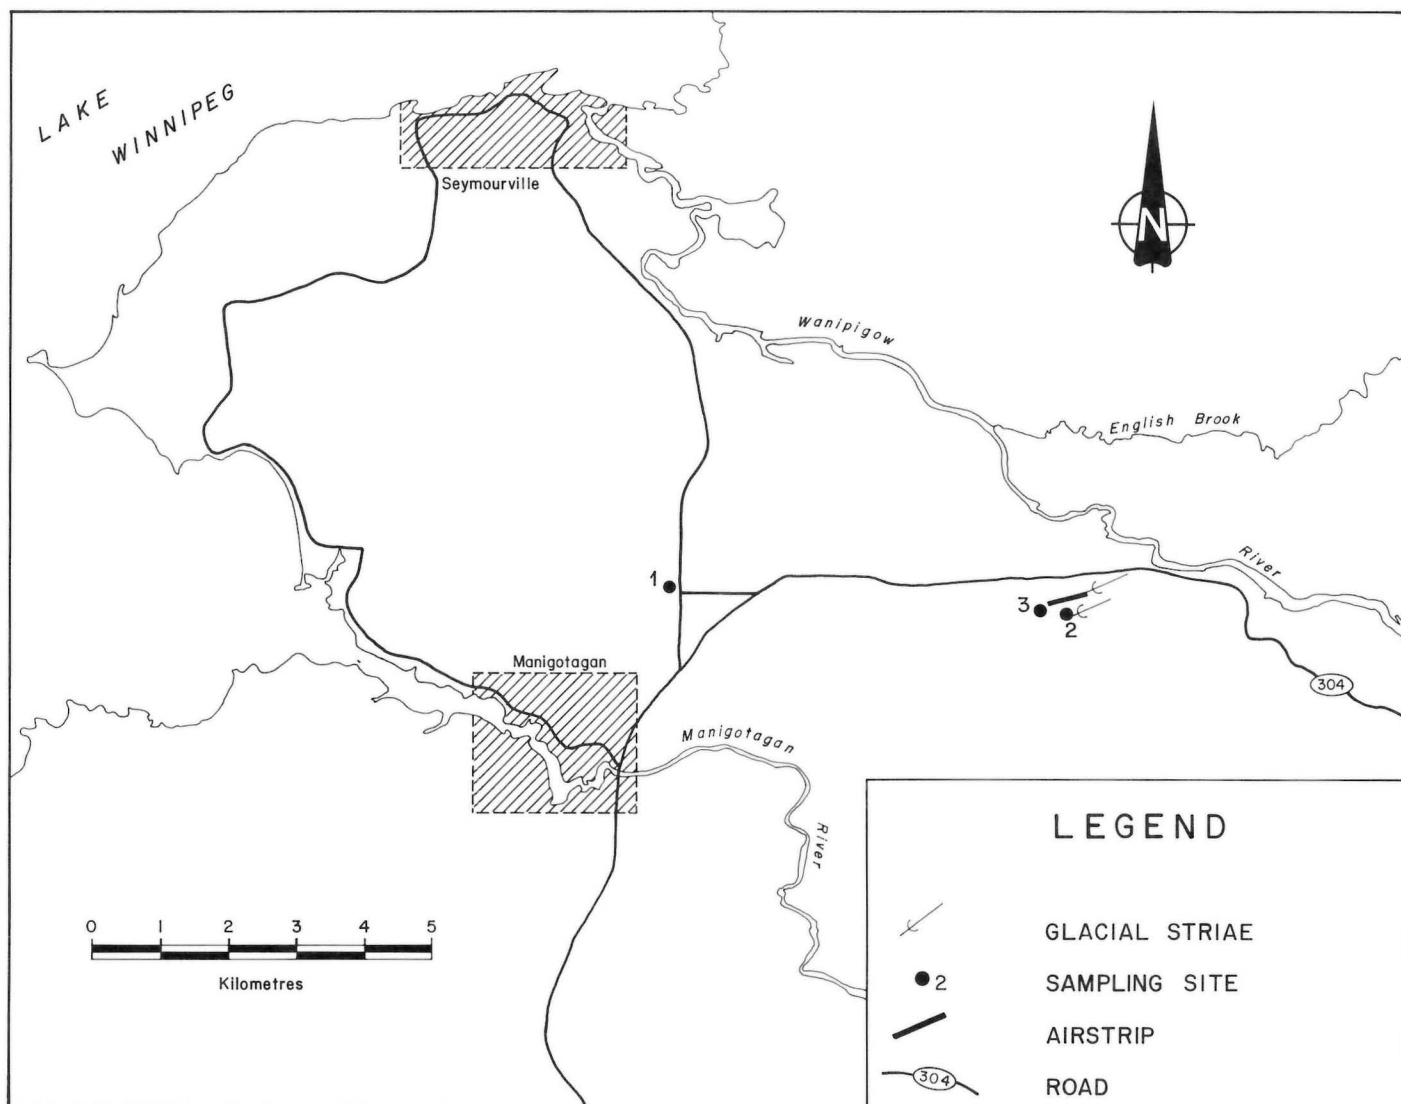 LAKE
WINNIPEG
Seymourville
N
Wanipigow
English Brook
River
1
3
2
304
Manigotagan
Manigotagan
River
0 1 2 3 4 5
Kilometres
LEGEND
GLACIAL STRIAE
2 SAMPLING SITE
AIRSTRIP
304 ROAD